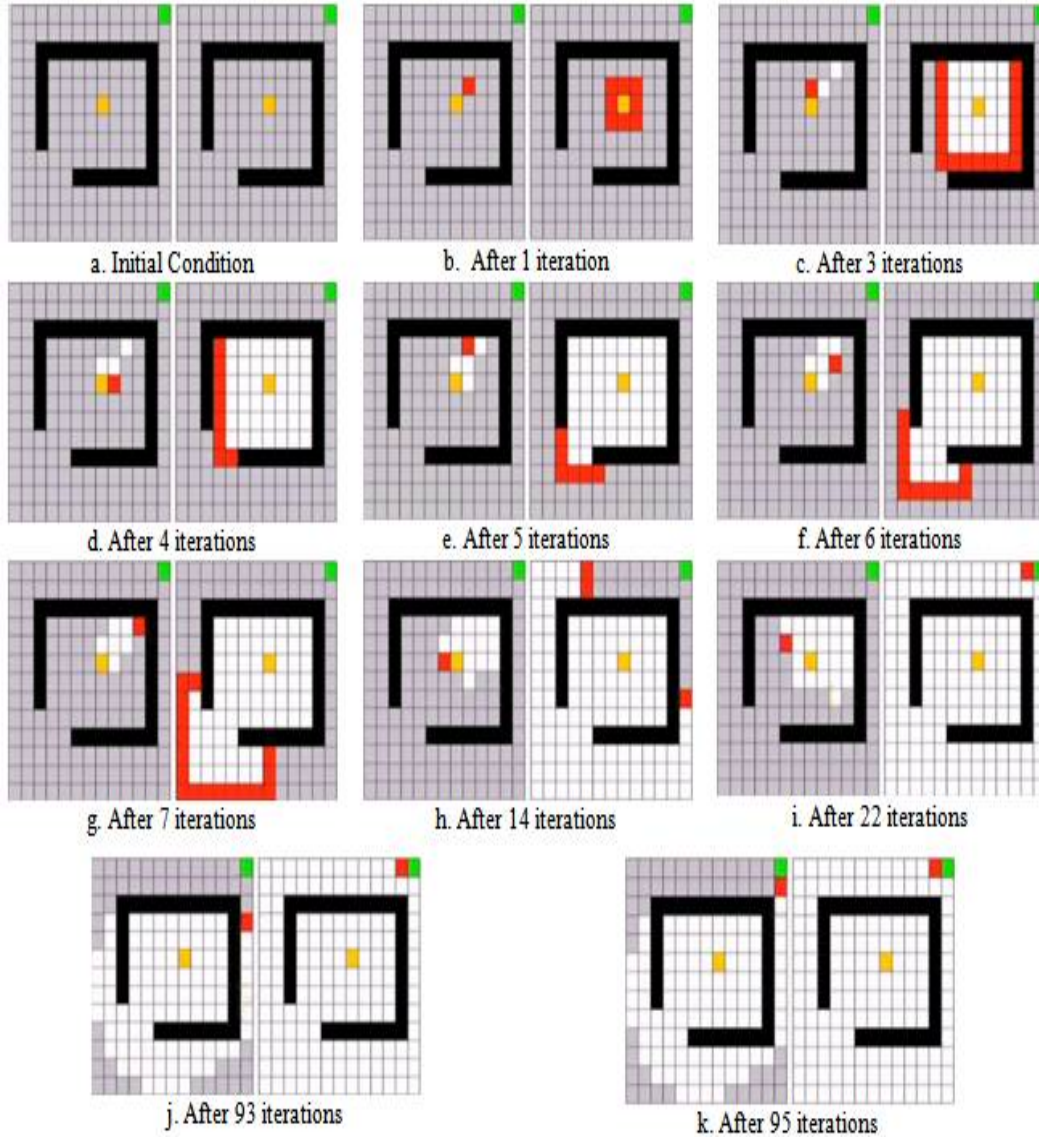 a. Initial Condition
b. After 1 iteration
c. After 3 iterations
d. After 4 iterations
e. After 5 iterations
f. After 6 iterations
g. After 7 iterations
h. After 14 iterations
i. After 22 iterations
j. After 93 iterations
k. After 95 iterations